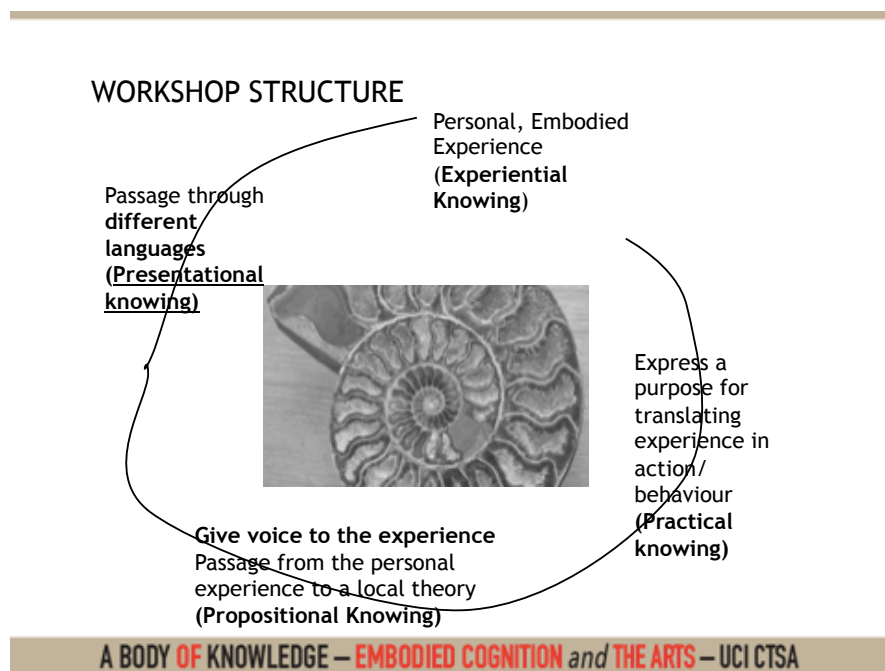 WORKSHOP STRUCTURE
Personal, Embodied
Experience
(Experiential
Knowing)
Passage through
different
languages
(Presentational
knowing)
Give voice to the experience
Passage from the personal
experience to a local theory
(Propositional Knowing)
Express a
purpose for
translating
experience in
action/
behaviour
(Practical
knowing)
A BODY OF KNOWLEDGE – EMBODIED COGNITION and THE ARTS – UCI CTSA